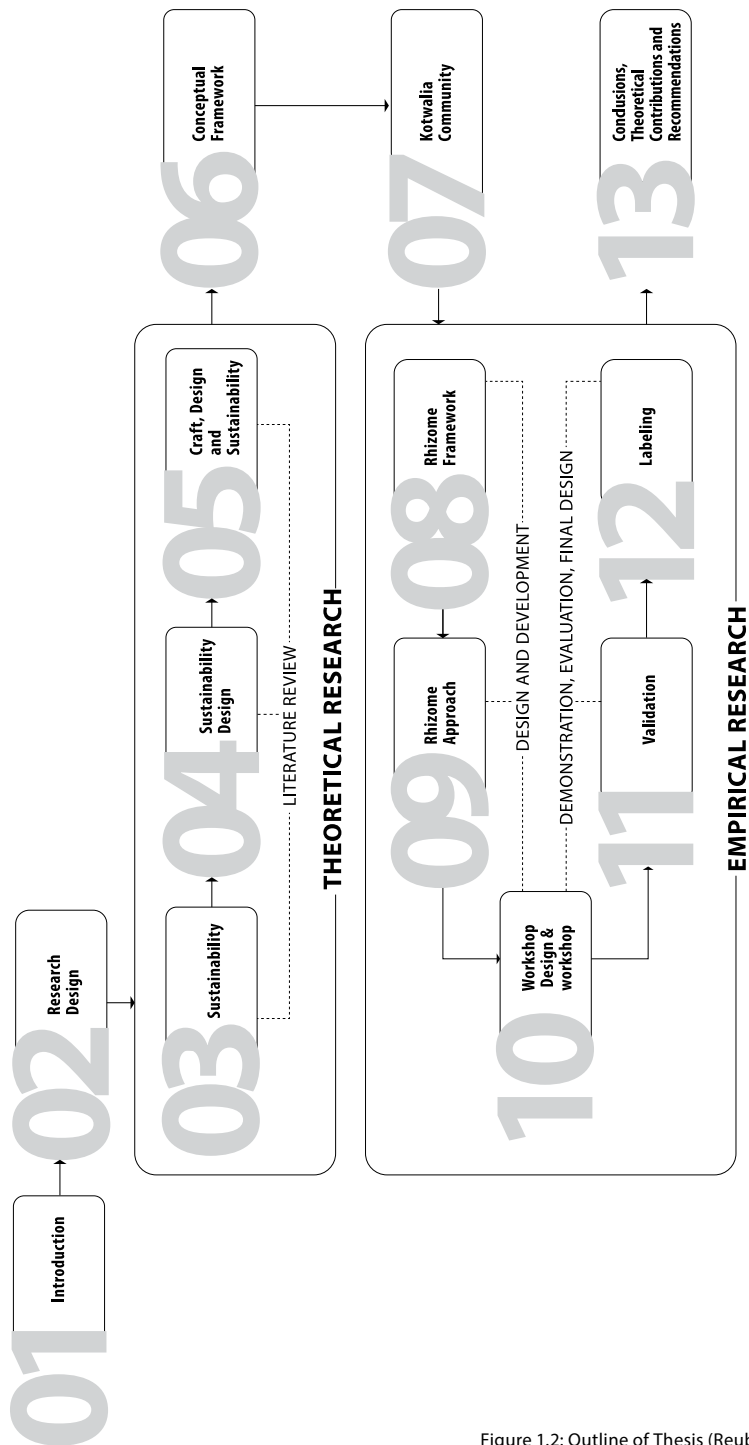 01
Introduction
02
Research
Design
03
Sustainability
04
Sustainability
Design
05
Craft, Design
and
Sustainability
LITERATURE REVIEW
THEORETICAL RESEARCH
06
Conceptual
Framework
07
Kotwalia
Community
08
Rhizome
Framework
09
Rhizome
Approach
DESIGN AND DEVELOPMENT
10
Workshop
Design &
workshop
DEMONSTRATION, EVALUATION, FINAL DESIGN
11
Validation
12
Labeling
EMPIRICAL RESEARCH
13
Conclusions,
Theoretical
Contributions and
Recommendations
Figure 1.2: Outline of Thesis (Reub